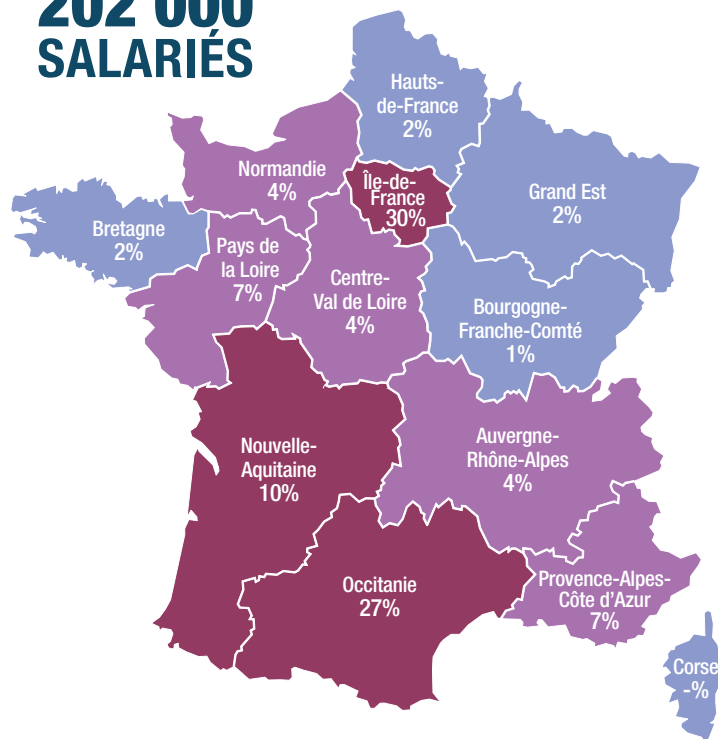 202 000
SALARIÉS
Hauts-
de-France
2%
Normandie
4%
Île-de-
France
30%
Grand Est
2%
Bretagne
2%
Pays de
la Loire
7%
Centre-
Val de Loire
4%
Bourgogne-
Franche-Comté
1%
Nouvelle-
Aquitaine
10%
Auvergne-
Rhône-Alpes
4%
Occitanie
27%
Provence-Alpes-
Côte d'Azur
7%
Corse
-%